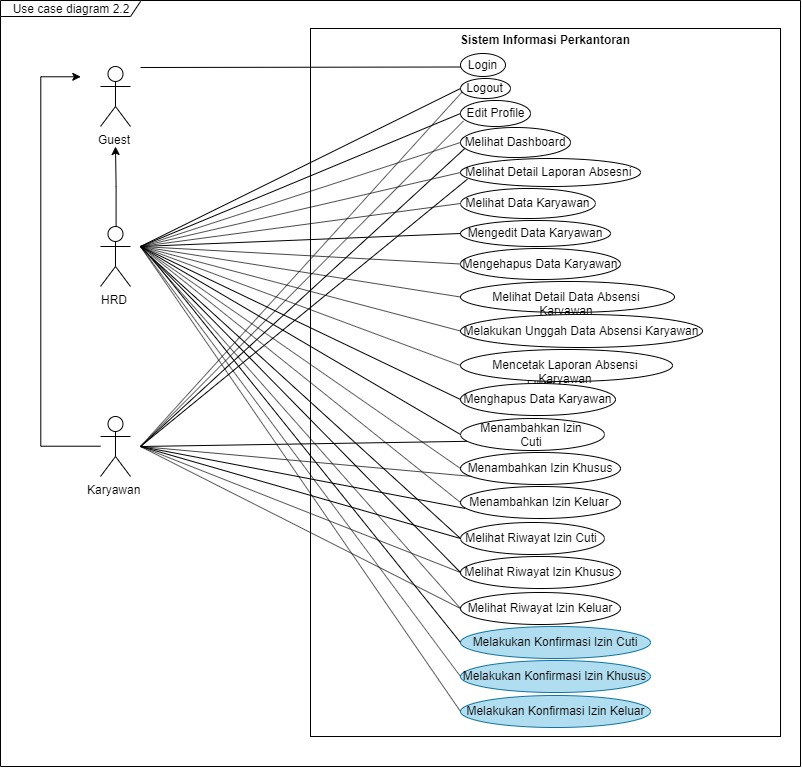 Use case diagram 2.2
Sistem Informasi Perkantoran
Login
Logout
Edit Profile
Melihat Dashboard
Melihat Detail Laporan Absesni
Melihat Data Karyawan
Mengedit Data Karyawan
Mengehapus Data Karyawan
Melihat Detail Data Absensi
Karyawan
Melakukan Unggah Data Absensi Karyawan
Mencetak Laporan Absensi
Karyawan
Menghapus Data Karyawan
Menambahkan Izin
Cuti
Menambahkan Izin Khusus
Menambahkan Izin Keluar
Melihat Riwayat Izin Cuti
Melihat Riwayat Izin Khusus
Melihat Riwayat Izin Keluar
Melakukan Konfirmasi Izin Cuti
Melakukan Konfirmasi Izin Khusus
Melakukan Konfirmasi Izin Keluar
Guest
HRD
Karyawan